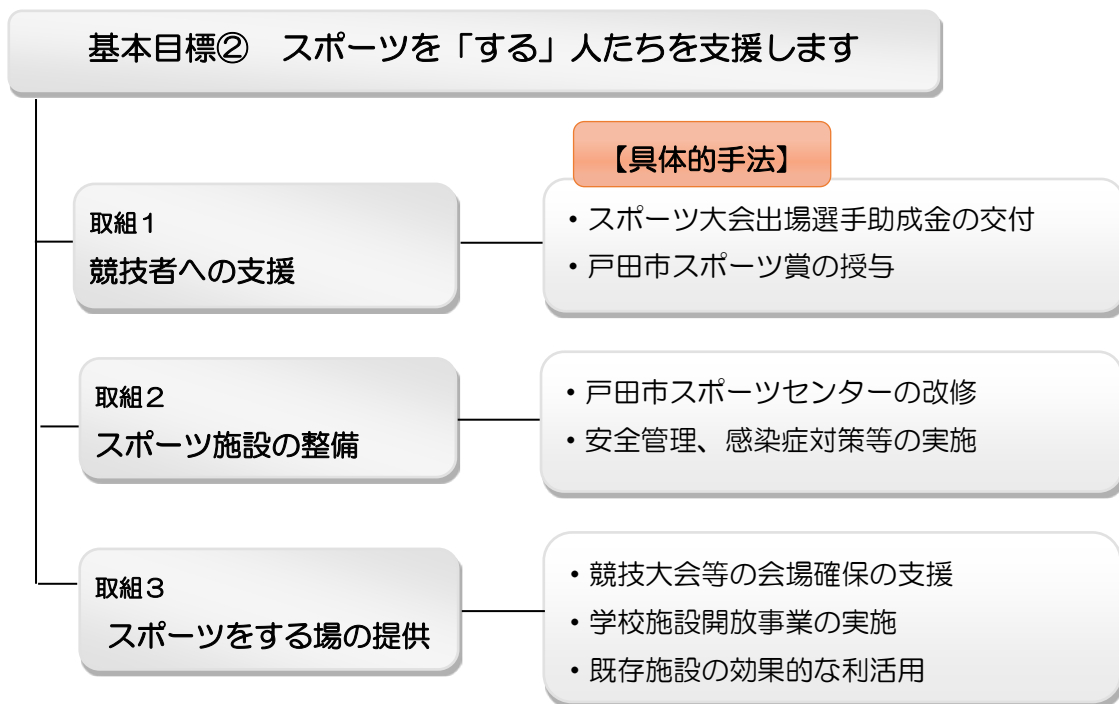 基本目標② スポーツを「する」人たちを支援します
【具体的手法】
取組1
競技者への支援
・スポーツ大会出場選手助成金の交付
・戸田市スポーツ賞の授与
取組2
スポーツ施設の整備
・戸田市スポーツセンターの改修
・安全管理、感染症対策等の実施
取組3
スポーツをする場の提供
・競技大会等の会場確保の支援
・学校施設開放事業の実施
・既存施設の効果的な利活用